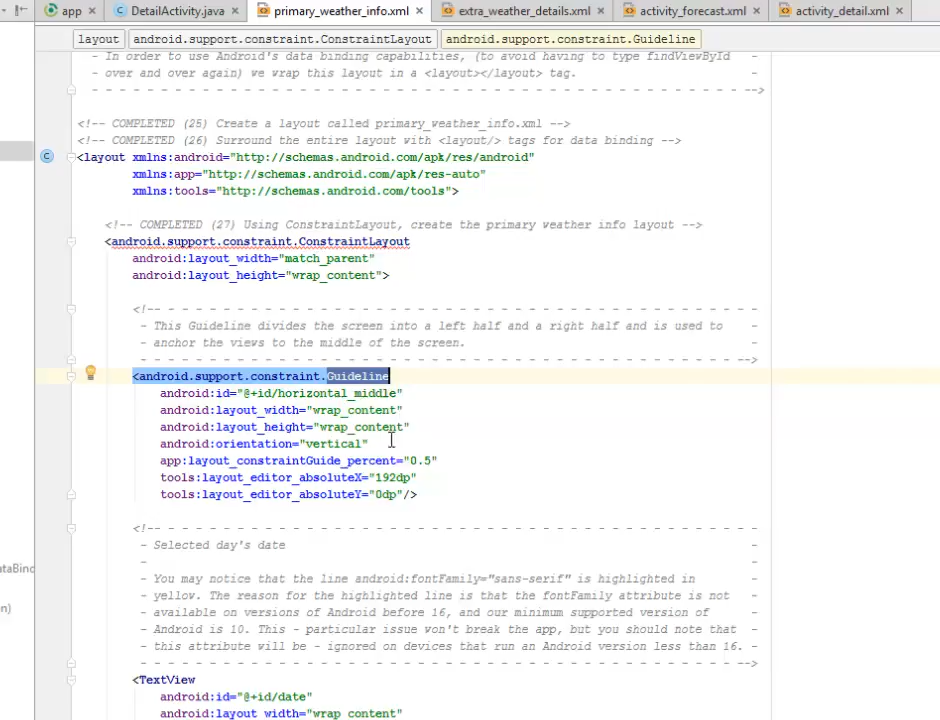 app DetailActivity.java primary_weather_info.xml extra_weather_details.xml activity_forecast.xml activity_detail.xml
layout android.support.constraint.ConstraintLayout android.support.constraint.Guideline
- In order to use Android's data binding capabilities, (to avoid having to type findViewById -
- over and over again) we wrap this layout in a <layout></layout> tag. -
- - - - - - - - - - - - - - - - - - - - - - - - - - - - - - - - - - - - - - - - - - - -->
<!-- COMPLETED (25) Create a layout called primary_weather_info.xml -->
<!-- COMPLETED (26) Surround the entire layout with <layout/> tags for data binding -->
C <layout xmlns:android="http://schemas.android.com/apk/res/android"
xmlns:app="http://schemas.android.com/apk/res-auto"
xmlns:tools="http://schemas.android.com/tools">
<!-- COMPLETED (27) Using ConstraintLayout, create the primary weather info layout -->
<android.support.constraint.ConstraintLayout
android:layout_width="match_parent"
android:layout_height="wrap_content">
<!-- - - - - - - - - - - - - - - - - - - - - - - - - - - - - - - - - - - - - - - - - -
- This Guideline divides the screen into a left half and a right half and is used to -
- anchor the views to the middle of the screen. -
- - - - - - - - - - - - - - - - - - - - - - - - - - - - - - - - - - - - - - - - - -->
<android.support.constraint.Guideline
android:id="@+id/horizontal_middle"
android:layout_width="wrap_content"
android:layout_height="wrap_content"
android:orientation="vertical"
app:layout_constraintGuide_percent="0.5"
tools:layout_editor_absoluteX="192dp"
tools:layout_editor_absoluteY="0dp"/>
<!-- - - - - - - - - - - - - - - - - - - - - - - - - - - - - - - - - - - - - - - - - -
- Selected day's date -
- -
- You may notice that the line android:fontFamily="sans-serif" is highlighted in -
ataBind
- yellow. The reason for the highlighted line is that the fontFamily attribute is not -
n)
- available on versions of Android before 16, and our minimum supported version of -
- Android is 10. This - particular issue won't break the app, but you should note that -
- this attribute will be - ignored on devices that run an Android version less than 16. -
- - - - - - - - - - - - - - - - - - - - - - - - - - - - - - - - - - - - - - - - - -->
<TextView
android:id="@+id/date"
android:layout_width="wrap_content"